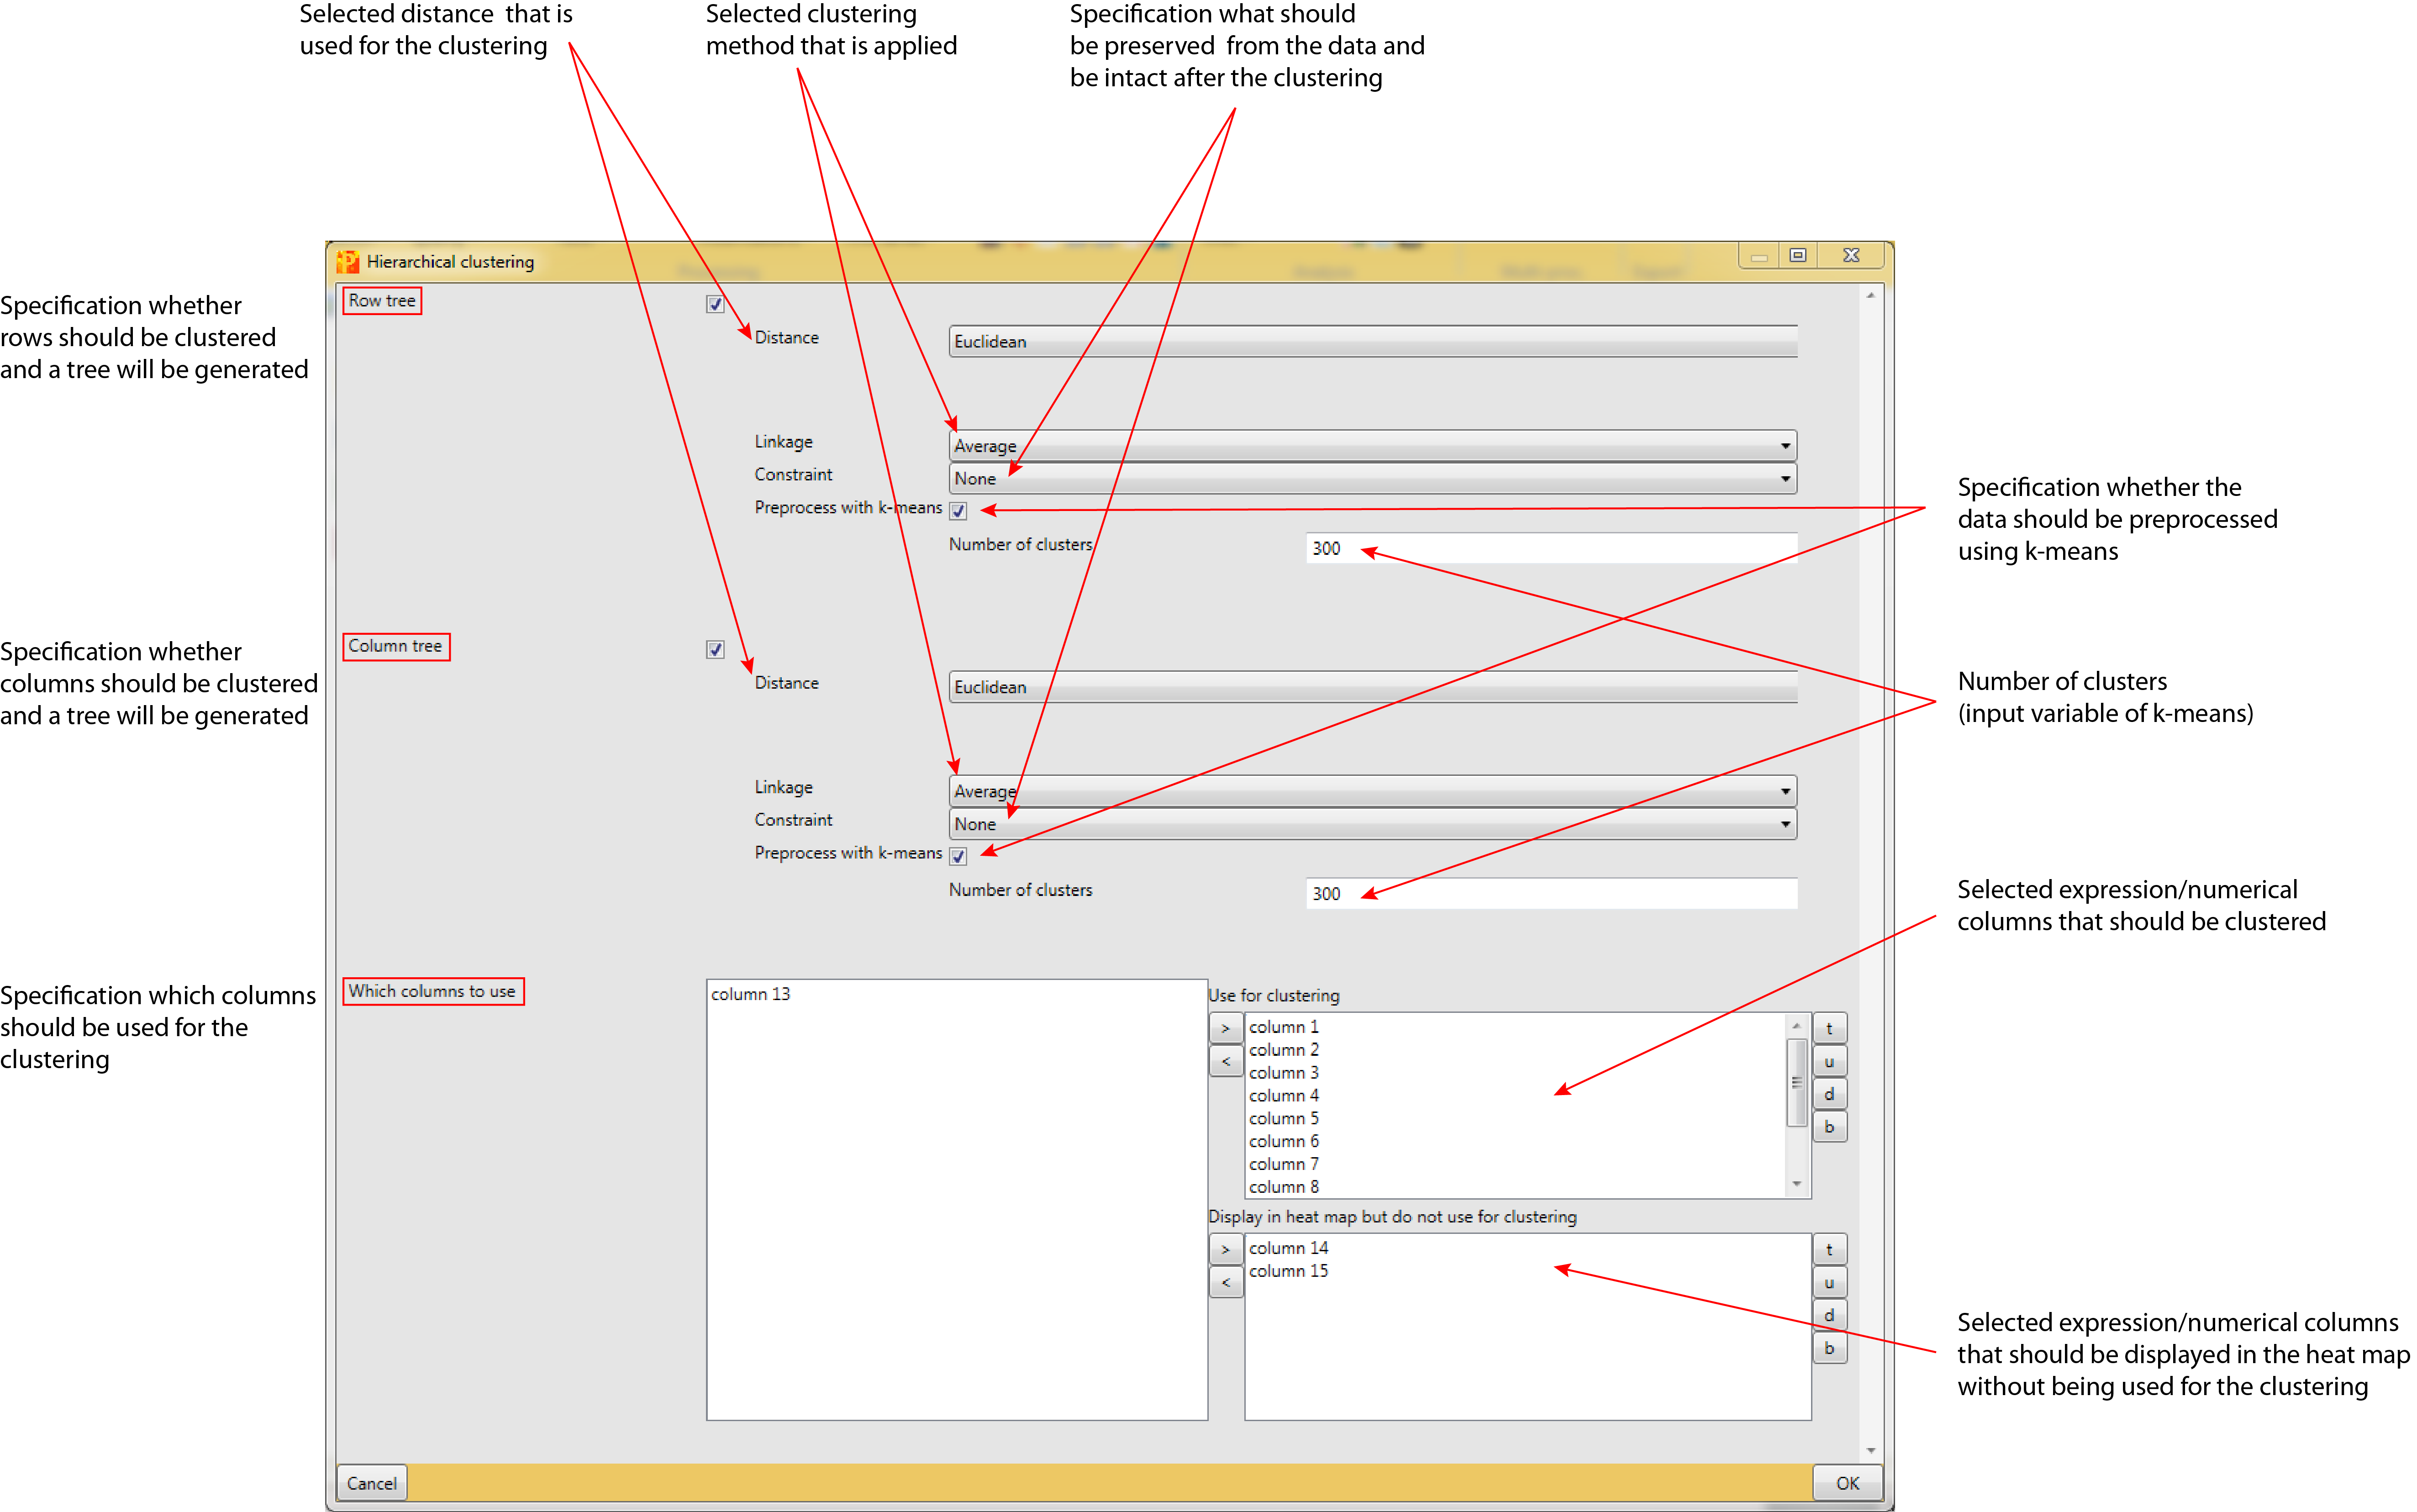 Selected distance  that is
used for the clustering
Selected clustering
method that is applied
Specification what should
be preserved  from the data and
be intact after the clustering
Hierarchical clustering
Specification whether
rows should be clustered
and a tree will be generated
Row tree
Distance
Euclidean
Linkage
Average
Constraint
None
Preprocess with k-means
Number of clusters
300
Specification whether the
data should be preprocessed
using k-means
Specification whether
columns should be clustered
and a tree will be generated
Column tree
Distance
Euclidean
Number of clusters
(input variable of k-means)
Linkage
Average
Constraint
None
Preprocess with k-means
Number of clusters
300
Selected expression/numerical
columns that should be clustered
Specification which columns
should be used for the
clustering
Which columns to use
column 13
Use for clustering
>
<
column 1
column 2
column 3
column 4
column 5
column 6
column 7
column 8
t
u
d
b
Display in heat map but do not use for clustering
>
<
column 14
column 15
t
u
d
b
Selected expression/numerical columns
that should be displayed in the heat map
without being used for the clustering
Cancel
OK